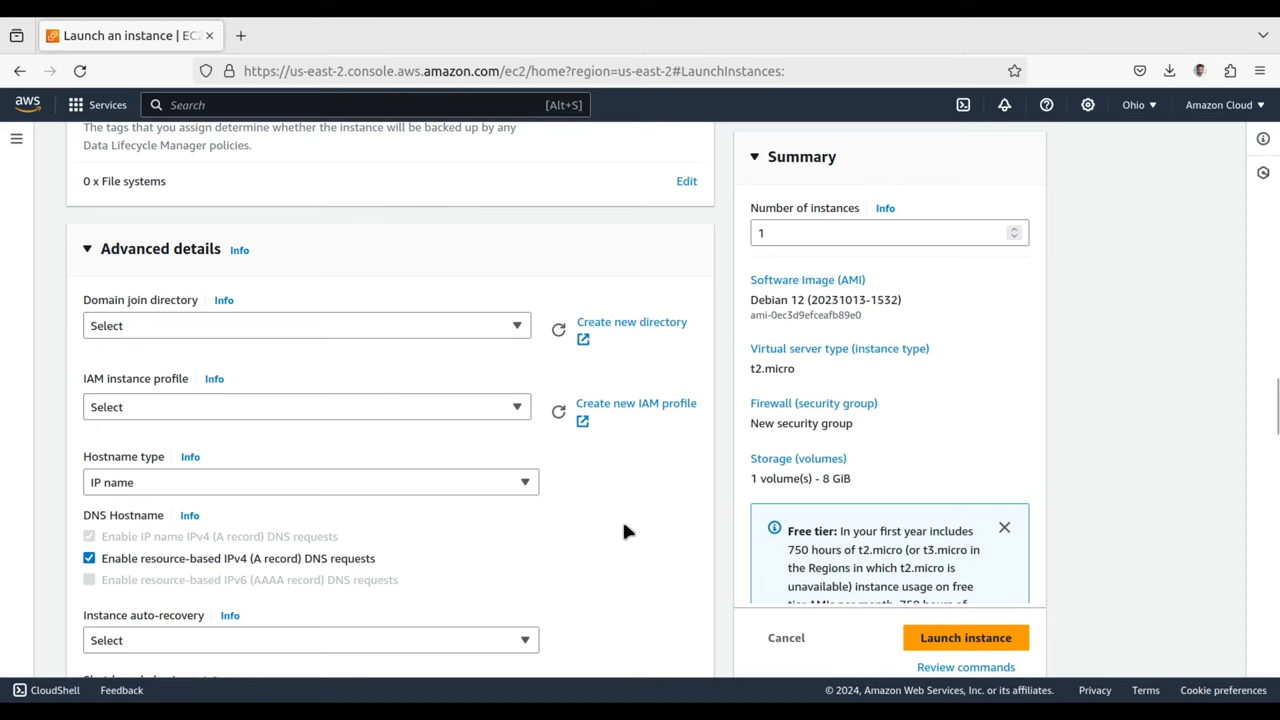 Launch an instance | EC
https://us-east-2.console.aws.amazon.com/ec2/home?region=us-east-2#LaunchInstances:
aws
Services
Search
[Alt+S]
Ohio
Amazon Cloud
The tags that you assign determine whether the instance will be backed up by any
Data Lifecycle Manager policies.
0 x File systems
Edit
Advanced details
Info
Domain join directory
Info
Select
Create new directory
IAM instance profile
Info
Select
Create new IAM profile
Hostname type
Info
IP name
DNS Hostname
Info
Enable IP name IPv4 (A record) DNS requests
Enable resource-based IPv4 (A record) DNS requests
Enable resource-based IPv6 (AAAA record) DNS requests
Instance auto-recovery
Info
Select
Summary
Number of instances
Info
1
Software Image (AMI)
Debian 12 (20231013-1532)
ami-0ec3d9efceafb89e0
Virtual server type (instance type)
t2.micro
Firewall (security group)
New security group
Storage (volumes)
1 volume(s) - 8 GiB
Free tier: In your first year includes
750 hours of t2.micro (or t3.micro in
the Regions in which t2.micro is
unavailable) instance usage on free
tier AMIs per month, 750 hours of
Cancel
Launch instance
Review commands
CloudShell
Feedback
© 2024, Amazon Web Services, Inc. or its affiliates.
Privacy
Terms
Cookie preferences